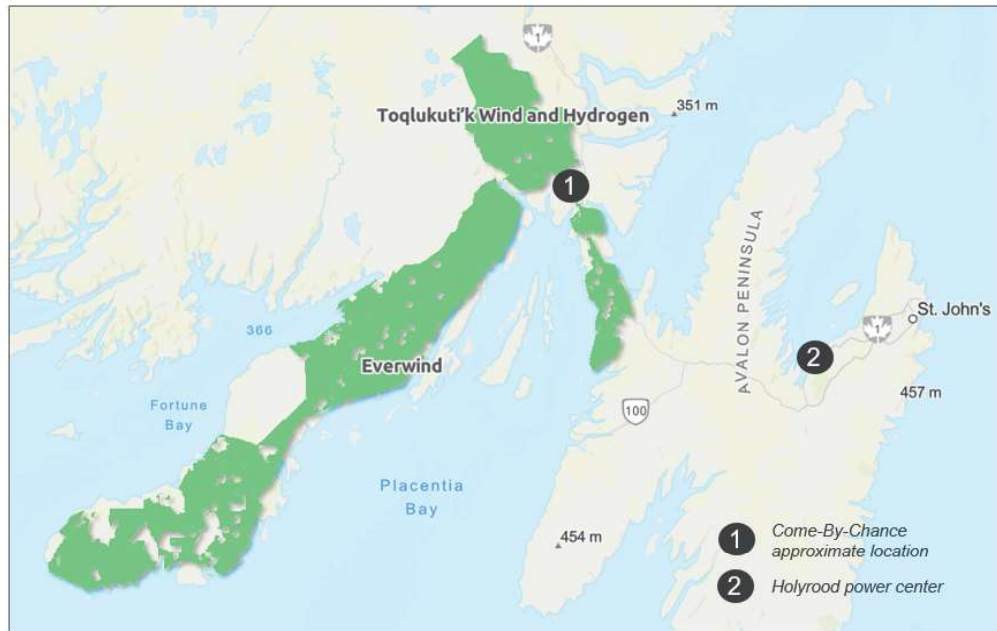 1
Toqlukuti'k Wind and Hydrogen
351 m
1
AVALON PENINSULA
St. John's
1
366
2
Everwind
457 m
Fortune
Bay
100
Placentia
Bay
454 m
1 Come-By-Chance
approximate location
2 Holyrood power center